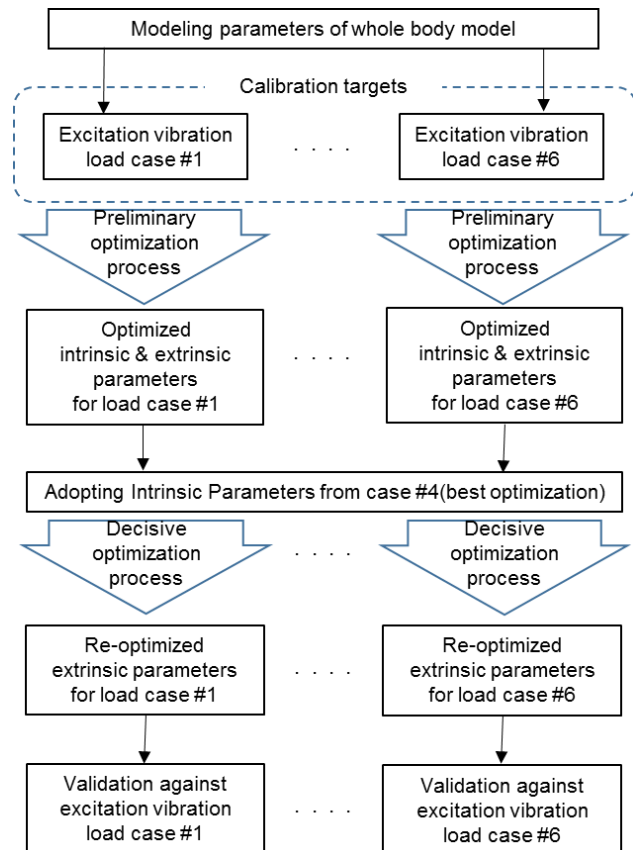 Modeling parameters of whole body model
Calibration targets
Excitation vibration
load case #1
. . . .
Excitation vibration
load case #6
Preliminary
optimization
process
Preliminary
optimization
process
Optimized
intrinsic & extrinsic
parameters
for load case #1
. . . .
Optimized
intrinsic & extrinsic
parameters
for load case #6
Adopting Intrinsic Parameters from case #4(best optimization)
Decisive
optimization
process
. . . .
Decisive
optimization
process
Re-optimized
extrinsic parameters
for load case #1
. . . .
Re-optimized
extrinsic parameters
for load case #6
Validation against
excitation vibration
load case #1
. . . .
Validation against
excitation vibration
load case #6